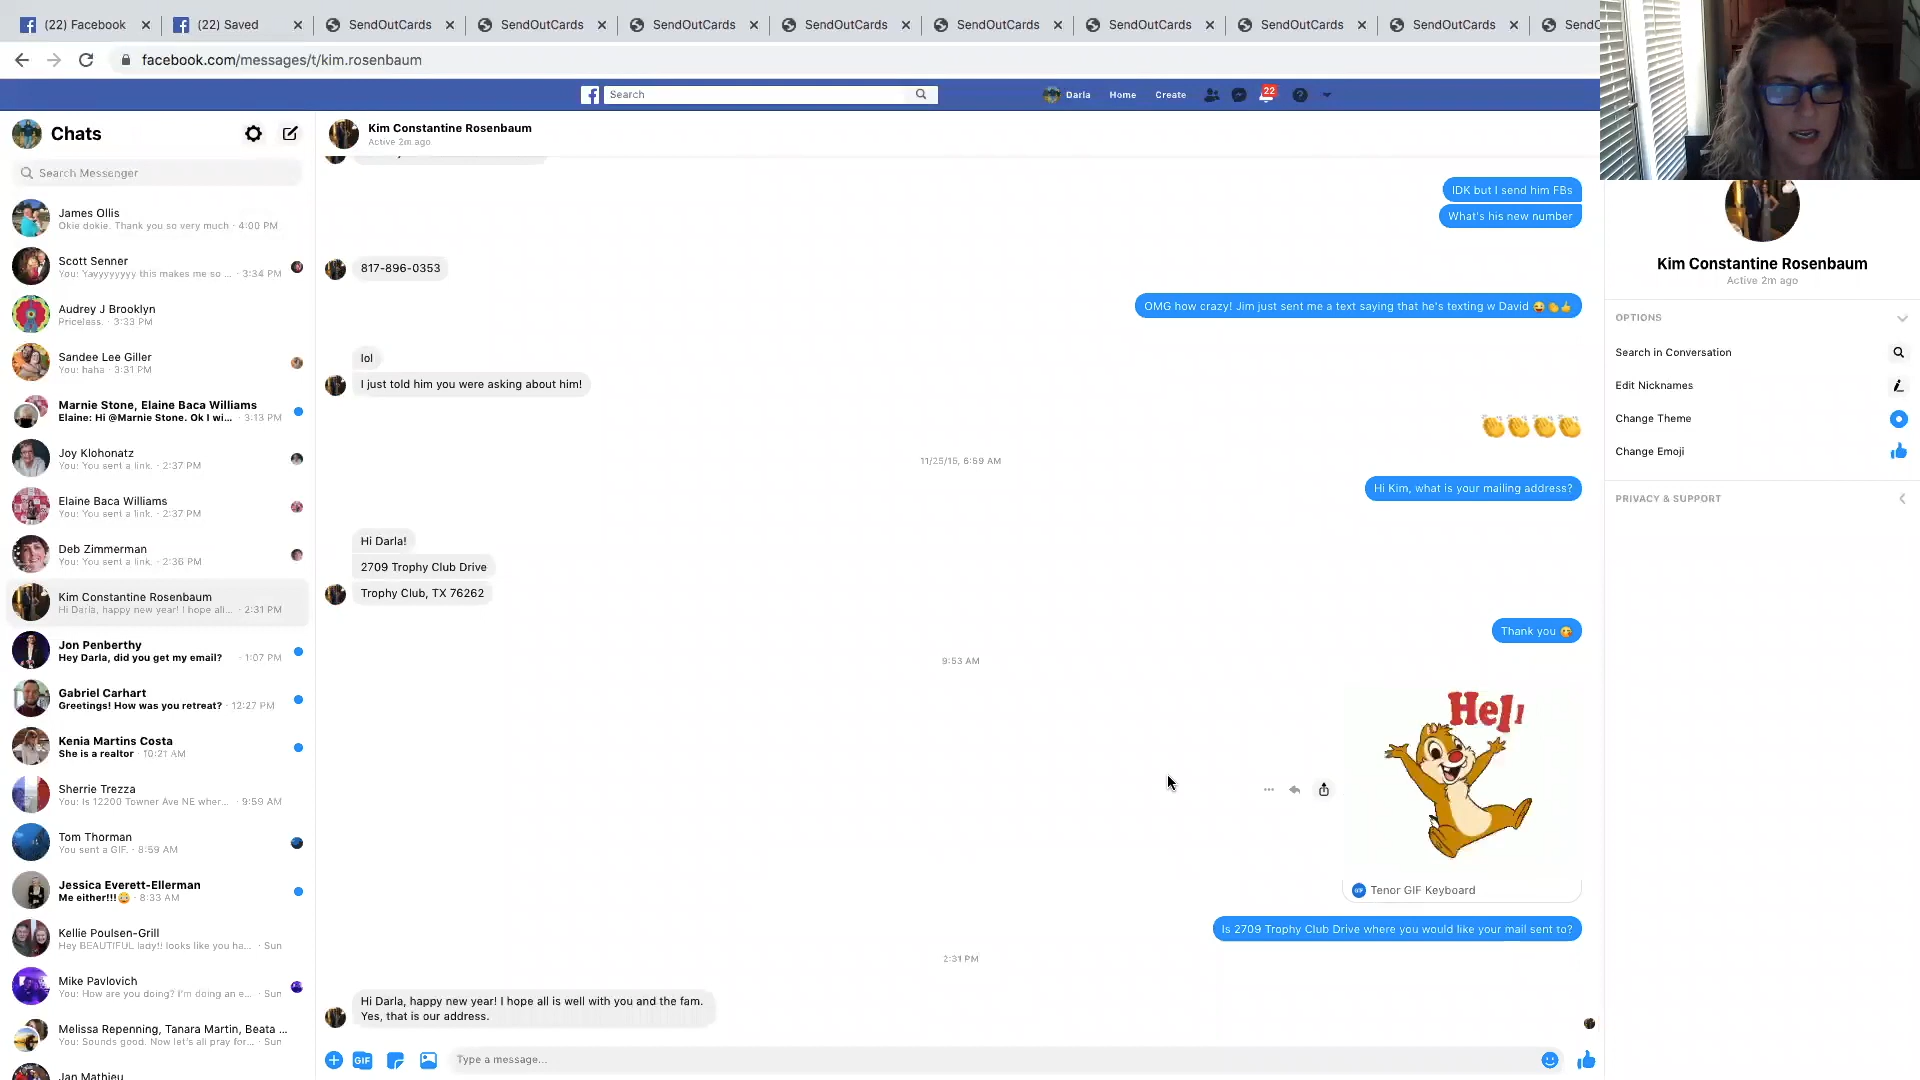 (22) Facebook
(22) Saved
SendOutCards
SendOutCards
SendOutCards
SendOutCards
SendOutCards
SendOutCards
SendOutCards
SendOutCards
facebook.com/messages/t/kim.rosenbaum
Search
Darla
Home
Create
22
Chats
Search Messenger
James Ollis
Okie dokie. Thank you so very much · 4:00 PM
Scott Senner
You: Yayyyyyyyy this makes me so ... · 3:34 PM
Audrey J Brooklyn
Priceless. · 3:33 PM
Sandee Lee Giller
You: haha · 3:31 PM
Marnie Stone, Elaine Baca Williams
Elaine: Hi @Marnie Stone. Ok I wi... · 3:13 PM
Joy Klohonatz
You: You sent a link. · 2:37 PM
Elaine Baca Williams
You: You sent a link. · 2:37 PM
Deb Zimmerman
You: You sent a link. · 2:36 PM
Kim Constantine Rosenbaum
Hi Darla, happy new year! I hope all... · 2:31 PM
Jon Penberthy
Hey Darla, did you get my email? · 1:07 PM
Gabriel Carhart
Greetings! How was you retreat? · 12:27 PM
Kenia Martins Costa
She is a realtor · 10:21 AM
Sherrie Trezza
You: Is 12200 Towner Ave NE wher... · 9:59 AM
Tom Thorman
You sent a GIF. · 8:59 AM
Jessica Everett-Ellerman
Me either!!!😳 · 8:33 AM
Kellie Poulsen-Grill
Hey BEAUTIFUL lady!! looks like you ha... · Sun
Mike Pavlovich
You: How are you doing? I'm doing an e... · Sun
Melissa Repenning, Tanara Martin, Beata ...
You: Sounds good. Now let's all pray for... · Sun
Jan Mathieu
Kim Constantine Rosenbaum
Active 2m ago
IDK but I send him FBs
What's his new number
817-896-0353
OMG how crazy! Jim just sent me a text saying that he's texting w David 😜👏👍
lol
I just told him you were asking about him!
👏👏👏👏
11/25/15, 6:59 AM
Hi Kim, what is your mailing address?
Hi Darla!
2709 Trophy Club Drive
Trophy Club, TX 76262
Thank you 😘
9:53 AM
GIF
Tenor GIF Keyboard
Is 2709 Trophy Club Drive where you would like your mail sent to?
2:31 PM
Hi Darla, happy new year! I hope all is well with you and the fam.
Yes, that is our address.
GIF
Type a message...
Kim Constantine Rosenbaum
Active 2m ago
OPTIONS
Search in Conversation
Edit Nicknames
Change Theme
Change Emoji
PRIVACY & SUPPORT